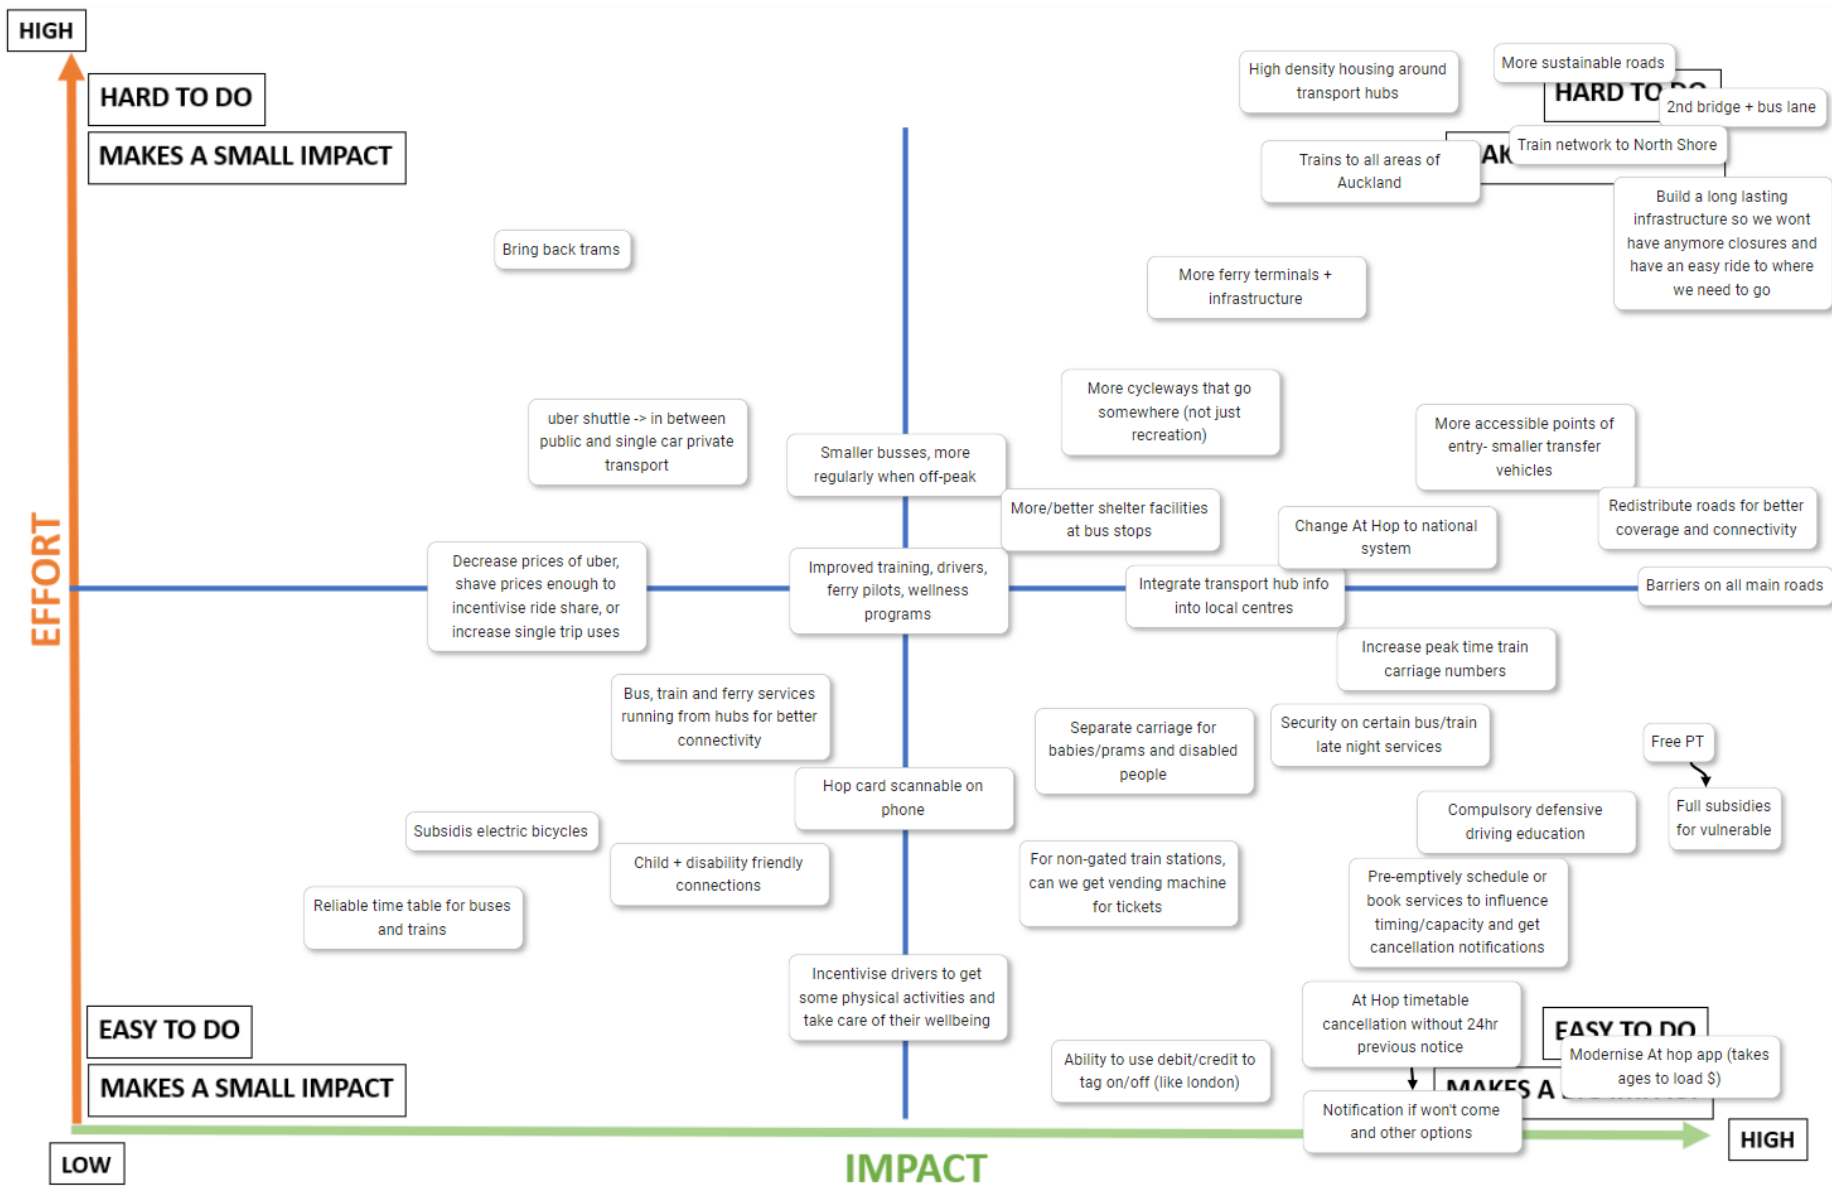 HIGH
HARD TO DO
MAKES A SMALL IMPACT
High density housing around
transport hubs
More sustainable roads
HARD TO DO
2nd bridge + bus lane
Train network to North Shore
Trains to all areas of
Auckland
Build a long lasting
infrastructure so we wont
have anymore closures and
have an easy ride to where
we need to go
Bring back trams
More ferry terminals +
infrastructure
More cycleways that go
somewhere (not just
recreation)
uber shuttle -> in between
public and single car private
transport
Smaller busses, more
regularly when off-peak
More accessible points of
entry- smaller transfer
vehicles
More/better shelter facilities
at bus stops
Change At Hop to national
system
Redistribute roads for better
coverage and connectivity
EFFORT
Decrease prices of uber,
shave prices enough to
incentivise ride share, or
increase single trip uses
Improved training, drivers,
ferry pilots, wellness
programs
Integrate transport hub info
into local centres
Barriers on all main roads
Increase peak time train
carriage numbers
Bus, train and ferry services
running from hubs for better
connectivity
Separate carriage for
babies/prams and disabled
people
Security on certain bus/train
late night services
Free PT
Full subsidies
for vulnerable
Hop card scannable on
phone
Compulsory defensive
driving education
Subsidis electric bicycles
Child + disability friendly
connections
For non-gated train stations,
can we get vending machine
for tickets
Pre-emptively schedule or
book services to influence
timing/capacity and get
cancellation notifications
Reliable time table for buses
and trains
Incentivise drivers to get
some physical activities and
take care of their wellbeing
At Hop timetable
cancellation without 24hr
previous notice
EASY TO DO
MAKES A SMALL IMPACT
Ability to use debit/credit to
tag on/off (like london)
EASY TO DO
Modernise At hop app (takes
ages to load $)
MAKES A
Notification if won't come
and other options
LOW
IMPACT
HIGH